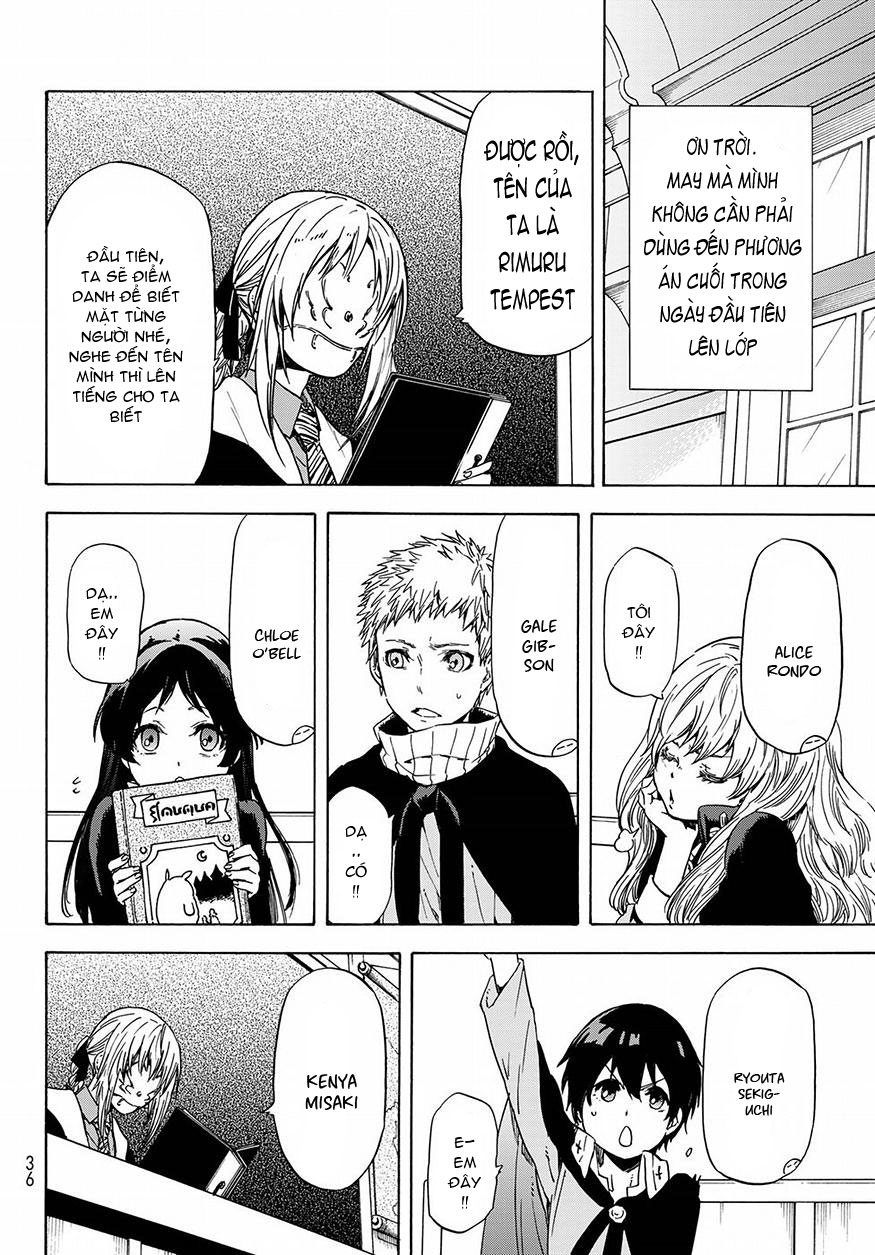 ƠN TRỜI.
MAY MÀ MÌNH
KHÔNG CẦN PHẢI
DÙNG ĐẾN PHƯƠNG
ÁN CUỐI TRONG
NGÀY ĐẦU TIÊN
LÊN LỚP
ĐƯỢC RỒI,
TÊN CỦA
TA LÀ
RIMURU
TEMPEST
ĐẦU TIÊN,
TA SẼ ĐIỂM
DANH ĐỂ BIẾT
MẶT TỪNG
NGƯỜI NHÉ,
NGHE ĐẾN TÊN
MÌNH THÌ LÊN
TIẾNG CHO TA
BIẾT
ALICE
RONDO
TÔI
ĐÂY
!!
GALE
GIB-
SON
DẠ
..
CÓ
!!
CHLOE
O'BELL
DẠ..
EM
ĐÂY
!!
RYOUTA
SEKIG-
UCHI
E-
EM
ĐÂY
!!
KENYA
MISAKI
36